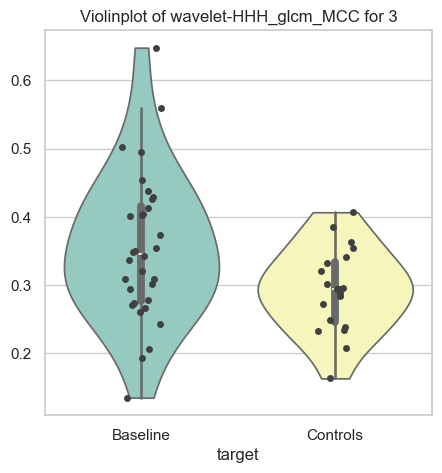 Violinplot of wavelet-HHH_glcm_MCC for 3
0.6
0.5
0.4
0.3
0.2
Baseline Controls
target